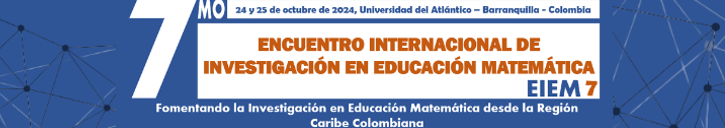 7MO
24 y 25 de octubre de 2024, Universidad del Atlántico – Barranquilla - Colombia
ENCUENTRO INTERNACIONAL DE
INVESTIGACIÓN EN EDUCACIÓN MATEMÁTICA
EIEM 7
Fomentando la Investigación en Educación Matemática desde la Región
Caribe Colombiana